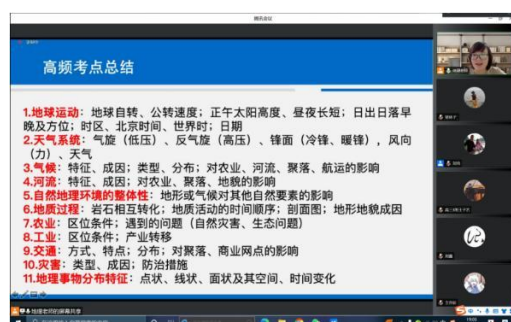 腾讯会议
高频考点总结
1.地球运动：地球自转、公转速度；正午太阳高度、昼夜长短；日出日落早
晚及方位；时区、北京时间、世界时；日期
2.天气系统：气旋（低压）、反气旋（高压）、锋面（冷锋、暖锋），风向
（力）、天气
3.气候：特征、成因；类型、分布；对农业、河流、聚落、航运的影响
4.河流：特征、成因；对农业、聚落、地貌的影响
5.自然地理环境的整体性：地形或气候对其他自然要素的影响
6.地质过程：岩石相互转化；地质活动的时间顺序；剖面图；地形地貌成因
7.农业：区位条件；遇到的问题（自然灾害、生态问题）
8.工业：区位条件；产业转移
9.交通：方式、特点；分布；对聚落、商业网点的影响
10.灾害：类型、成因；防治措施
11.地理事物分布特征：点状、线状、面状及其空间、时间变化